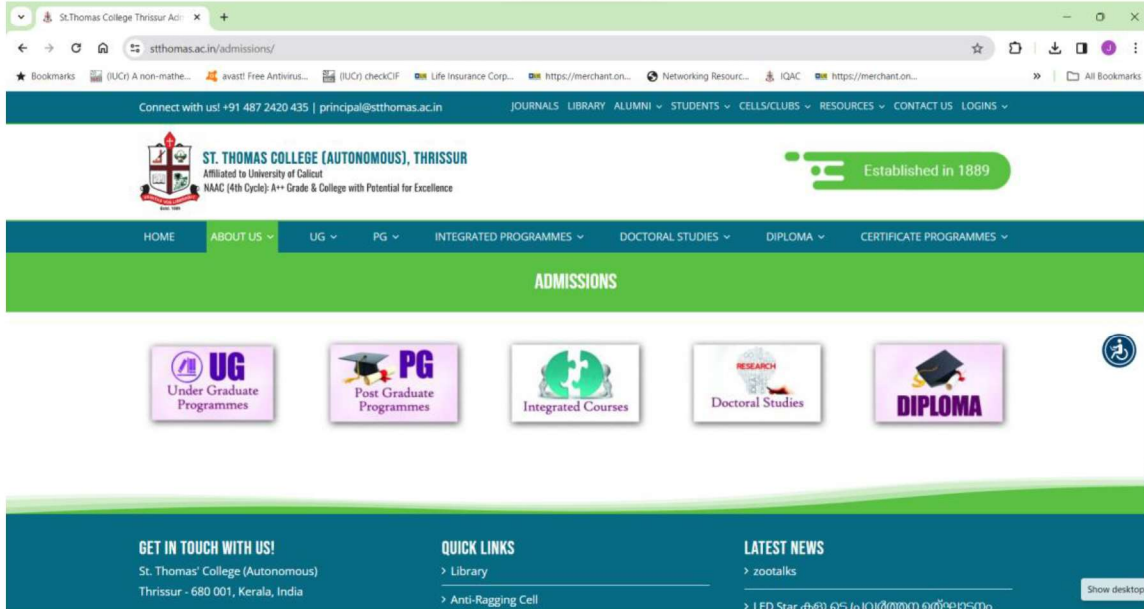 St.Thomas College Thrissur Adm
stthomas.ac.in/admissions/
Bookmarks (IUCr) A non-mathe... avast! Free Antivirus... (IUCr) checkCIF Life Insurance Corp... https://merchant.on... Networking Resourc... IQAC https://merchant.on... » All Bookmarks
Connect with us! +91 487 2420 435 | principal@stthomas.ac.in JOURNALS LIBRARY ALUMNI STUDENTS CELLS/CLUBS RESOURCES CONTACT US LOGINS
ST. THOMAS COLLEGE (AUTONOMOUS), THRISSUR
Affiliated to University of Calicut
NAAC (4th Cycle): A++ Grade & College with Potential for Excellence
Established in 1889
HOME ABOUT US UG PG INTEGRATED PROGRAMMES DOCTORAL STUDIES DIPLOMA CERTIFICATE PROGRAMMES
ADMISSIONS
UG
Under Graduate
Programmes
PG
Post Graduate
Programmes
Integrated Courses
RESEARCH
Doctoral Studies
DIPLOMA
GET IN TOUCH WITH US!
St. Thomas' College (Autonomous)
Thrissur - 680 001, Kerala, India
QUICK LINKS
> Library
> Anti-Ragging Cell
LATEST NEWS
> zootalks
> LED Star
Show desktop